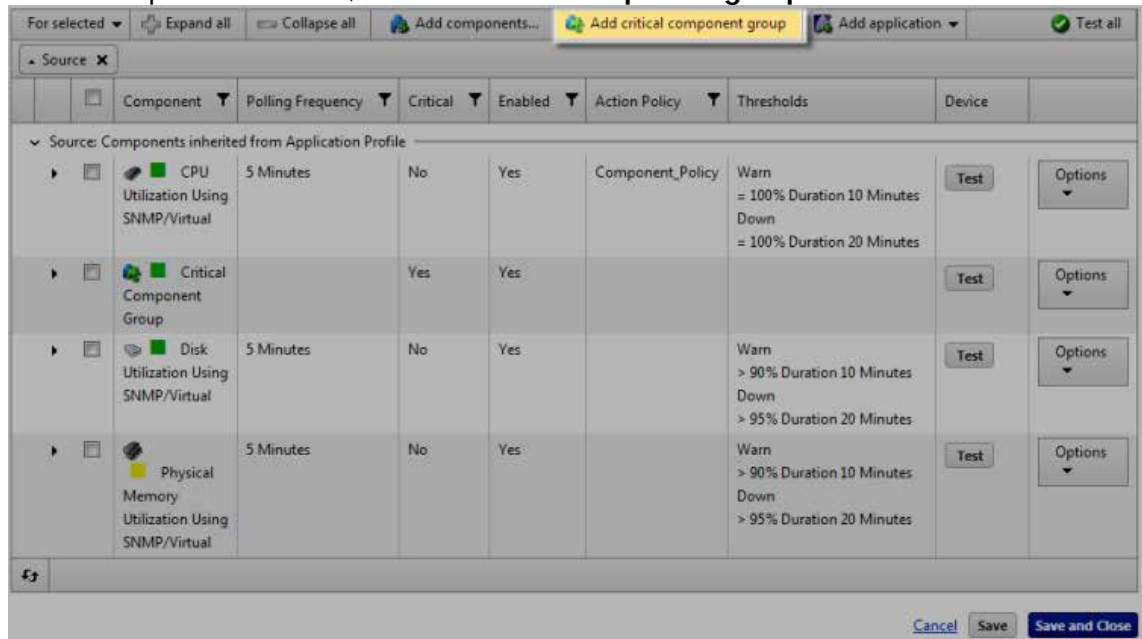 For selected Expand all Collapse all Add components... Add critical component group Add application Test all
Source X
Component Polling Frequency Critical Enabled Action Policy Thresholds Device
Source: Components inherited from Application Profile
CPU Utilization Using SNMP/Virtual
5 Minutes
No
Yes
Component_Policy
Warn
= 100% Duration 10 Minutes
Down
= 100% Duration 20 Minutes
Test
Options
Critical Component Group
Yes
Yes
Test
Options
Disk Utilization Using SNMP/Virtual
5 Minutes
No
Yes
Warn
> 90% Duration 10 Minutes
Down
> 95% Duration 20 Minutes
Test
Options
Physical Memory Utilization Using SNMP/Virtual
5 Minutes
No
Yes
Warn
> 90% Duration 10 Minutes
Down
> 95% Duration 20 Minutes
Test
Options
Cancel Save Save and Close